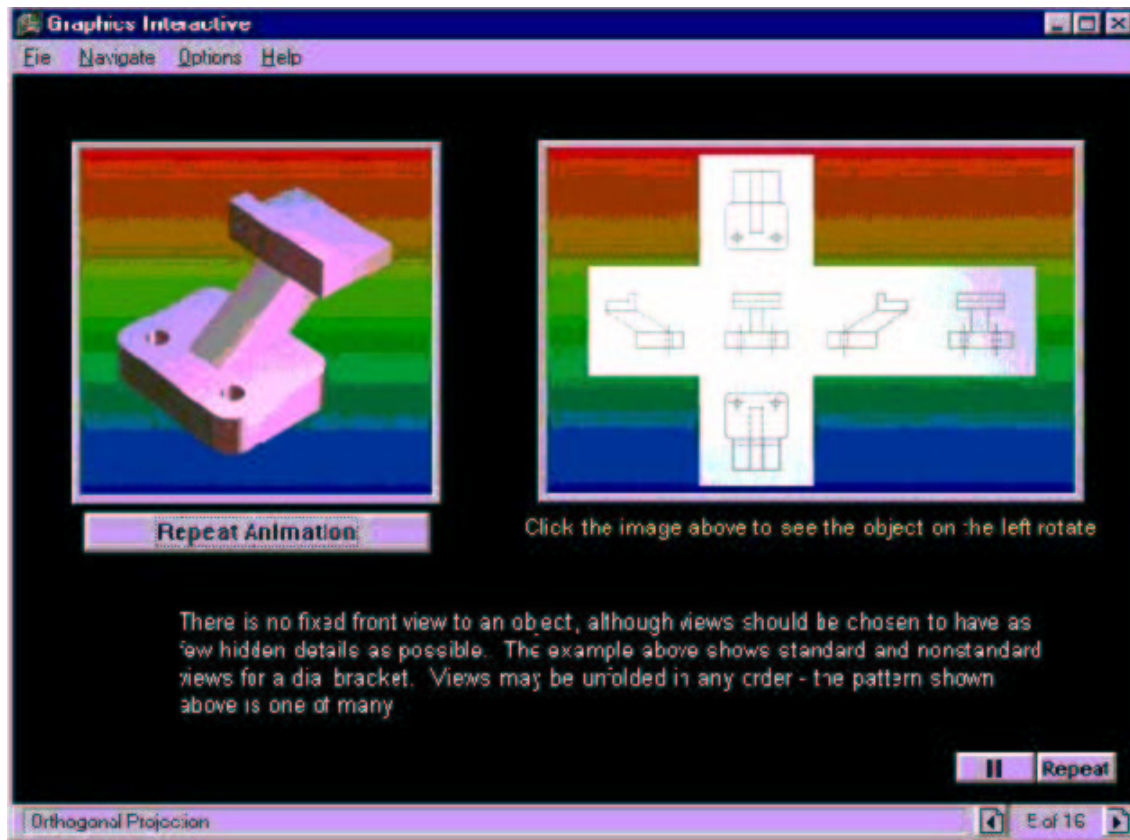 Graphics Interactive
File Navigate Options Help
Repeat Animation
Click the image above to see the object on the left rotate
There is no fixed front view to an object, although views should be chosen to have as
few hidden details as possible. The example above shows standard and nonstandard
views for a dial bracket. Views may be unfolded in any order - the pattern shown
above is one of many
Repeat
Orthogonal Projection
5 of 16